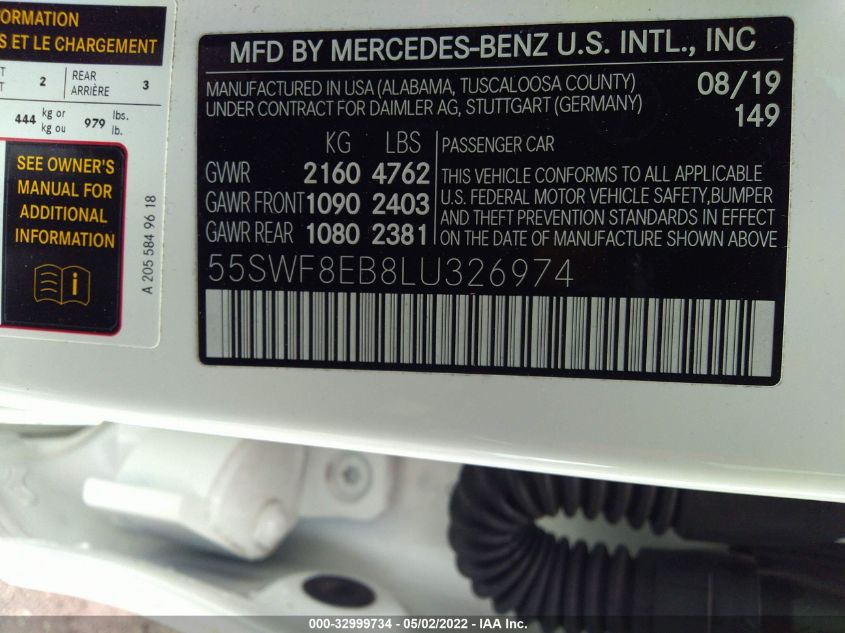 ORMATION
S ET LE CHARGEMENT
2 REAR ARRIÈRE 3
444 kg or kg ou 979 lbs. lb.
SEE OWNER'S
MANUAL FOR
ADDITIONAL
INFORMATION
i
A 205 584 96 18
MFD BY MERCEDES-BENZ U.S. INTL., INC
MANUFACTURED IN USA (ALABAMA, TUSCALOOSA COUNTY) 08/19
UNDER CONTRACT FOR DAIMLER AG, STUTTGART (GERMANY) 149
KG LBS
GVWR 2160 4762
GAWR FRONT 1090 2403
GAWR REAR 1080 2381
PASSENGER CAR
THIS VEHICLE CONFORMS TO ALL APPLICABLE
U.S. FEDERAL MOTOR VEHICLE SAFETY,BUMPER
AND THEFT PREVENTION STANDARDS IN EFFECT
ON THE DATE OF MANUFACTURE SHOWN ABOVE
55SWF8EB8LU326974
000-32999734 - 05/02/2022 - IAA Inc.